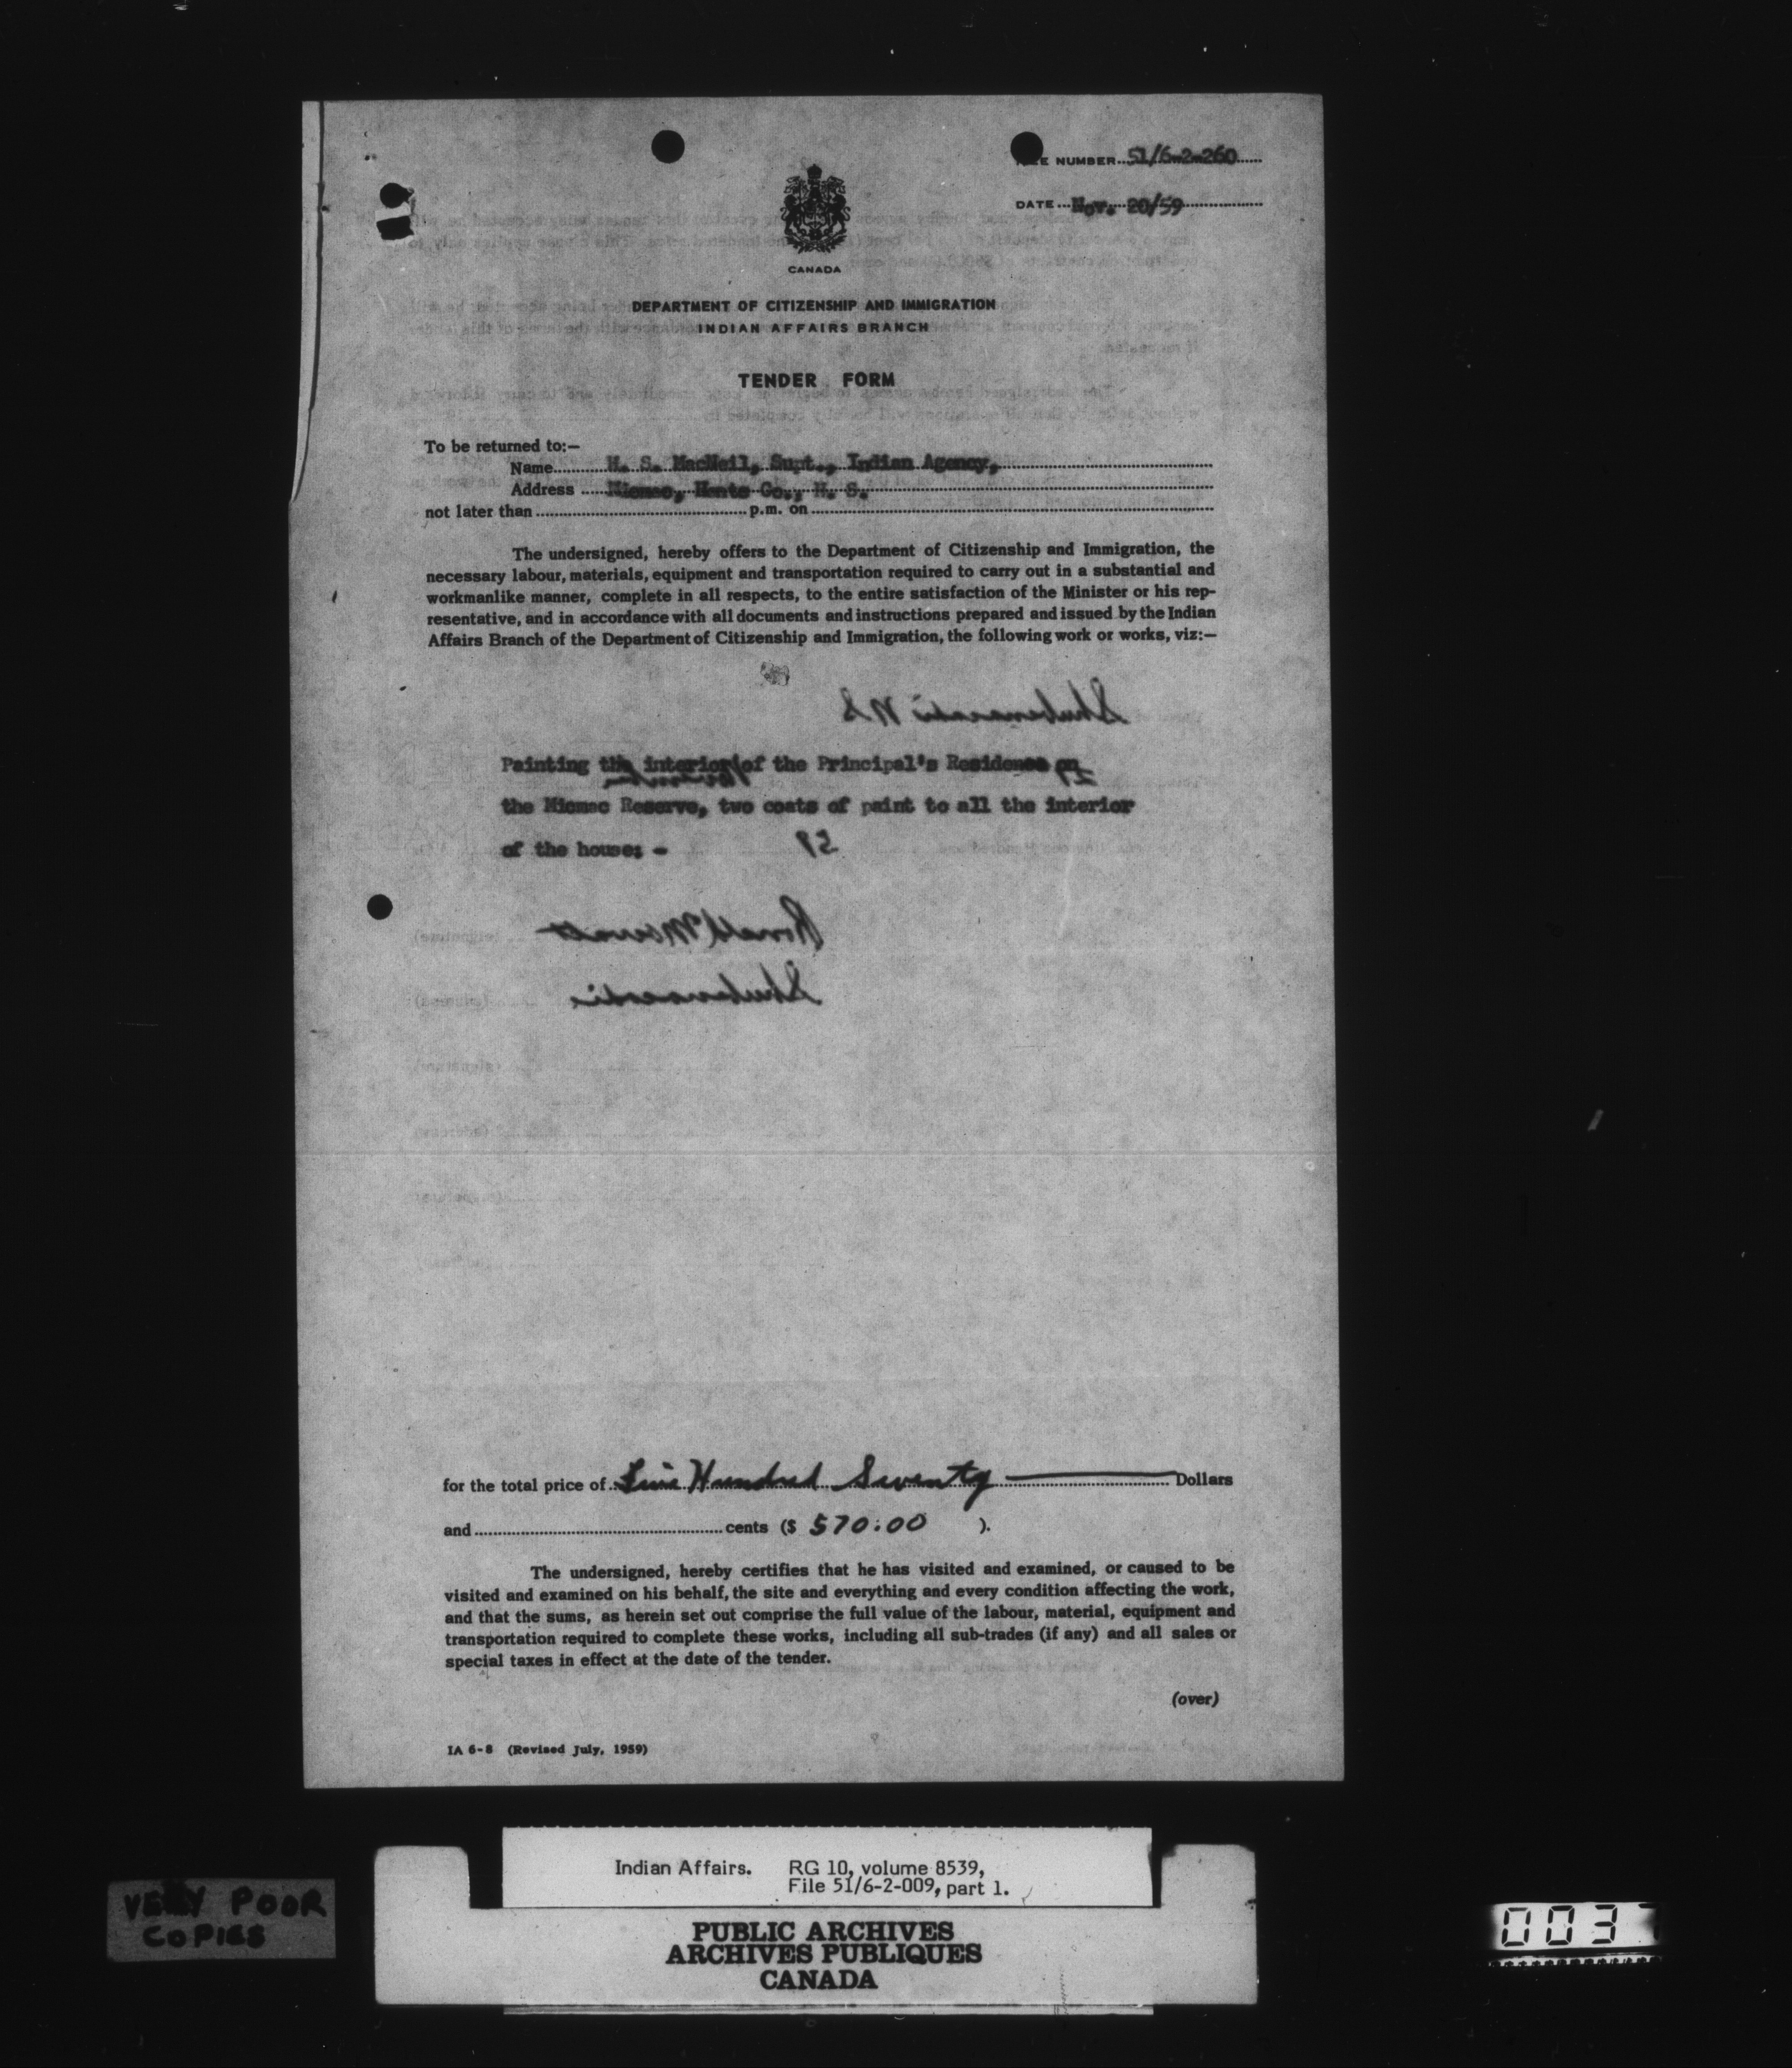 FILE NUMBER 51/6-2-260
DATE Nov. 20/59
CANADA
DEPARTMENT OF CITIZENSHIP AND IMMIGRATION
INDIAN AFFAIRS BRANCH
TENDER FORM
To be returned to:—
Name H. S. MacNeil, Supt., Indian Agency,
Address Micmac, Hants Co., N. S.
not later than p.m. on
The undersigned, hereby offers to the Department of Citizenship and Immigration, the
necessary labour, materials, equipment and transportation required to carry out in a substantial and
workmanlike manner, complete in all respects, to the entire satisfaction of the Minister or his rep-
resentative, and in accordance with all documents and instructions prepared and issued by the Indian
Affairs Branch of the Department of Citizenship and Immigration, the following work or works, viz:—
Shubenacadie N S
Painting the interior of the Principal's Residence on
the Micmac Reserve, two coats of paint to all the interior
of the house: -
59
Ronald
Shubenacadie
for the total price of Five Hundred Seventy Dollars
and cents ($ 570.00 ).
The undersigned, hereby certifies that he has visited and examined, or caused to be
visited and examined on his behalf, the site and everything and every condition affecting the work,
and that the sums, as herein set out comprise the full value of the labour, material, equipment and
transportation required to complete these works, including all sub-trades (if any) and all sales or
special taxes in effect at the date of the tender.
(over)
IA 6-8 (Revised July, 1959)
Indian Affairs. RG 10, volume 8539,
File 51/6-2-009, part 1.
VERY POOR
COPIES
PUBLIC ARCHIVES
ARCHIVES PUBLIQUES
CANADA
003